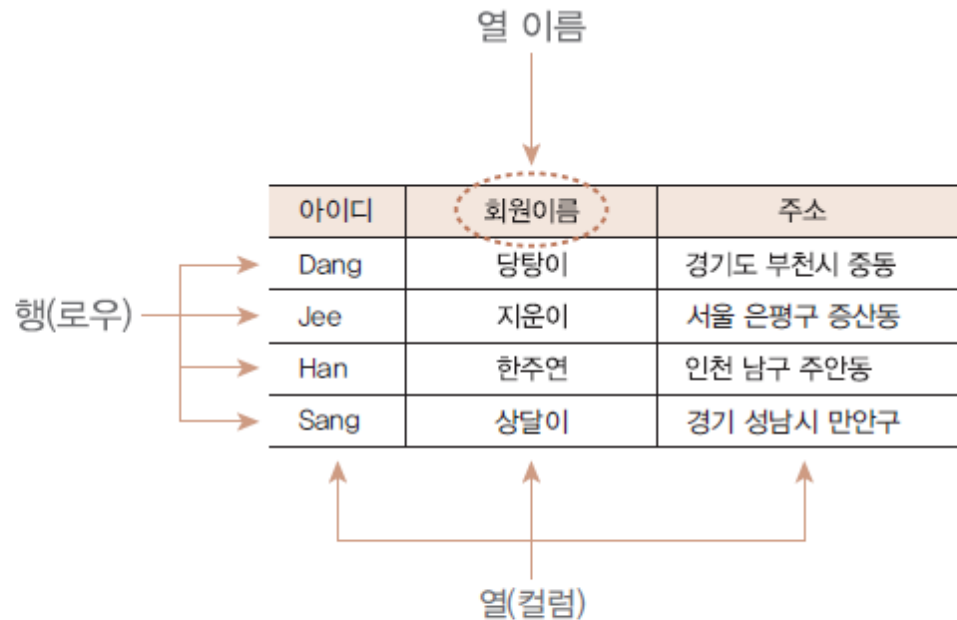 열 이름
아이디 회원이름 주소
Dang 당탕이 경기도 부천시 중동
행(로우) Jee 지운이 서울 은평구 증산동
Han 한주연 인천 남구 주안동
Sang 상달이 경기 성남시 만안구
열(컬럼)